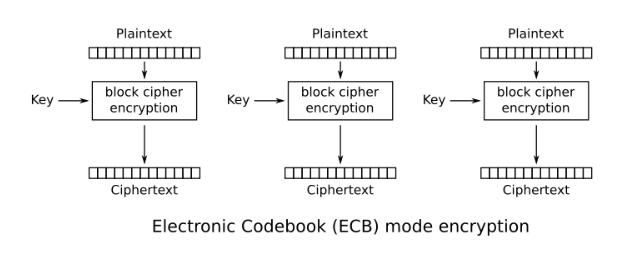 Plaintext Plaintext Plaintext
Key block cipher encryption Key block cipher encryption Key block cipher encryption
Ciphertext Ciphertext Ciphertext
Electronic Codebook (ECB) mode encryption